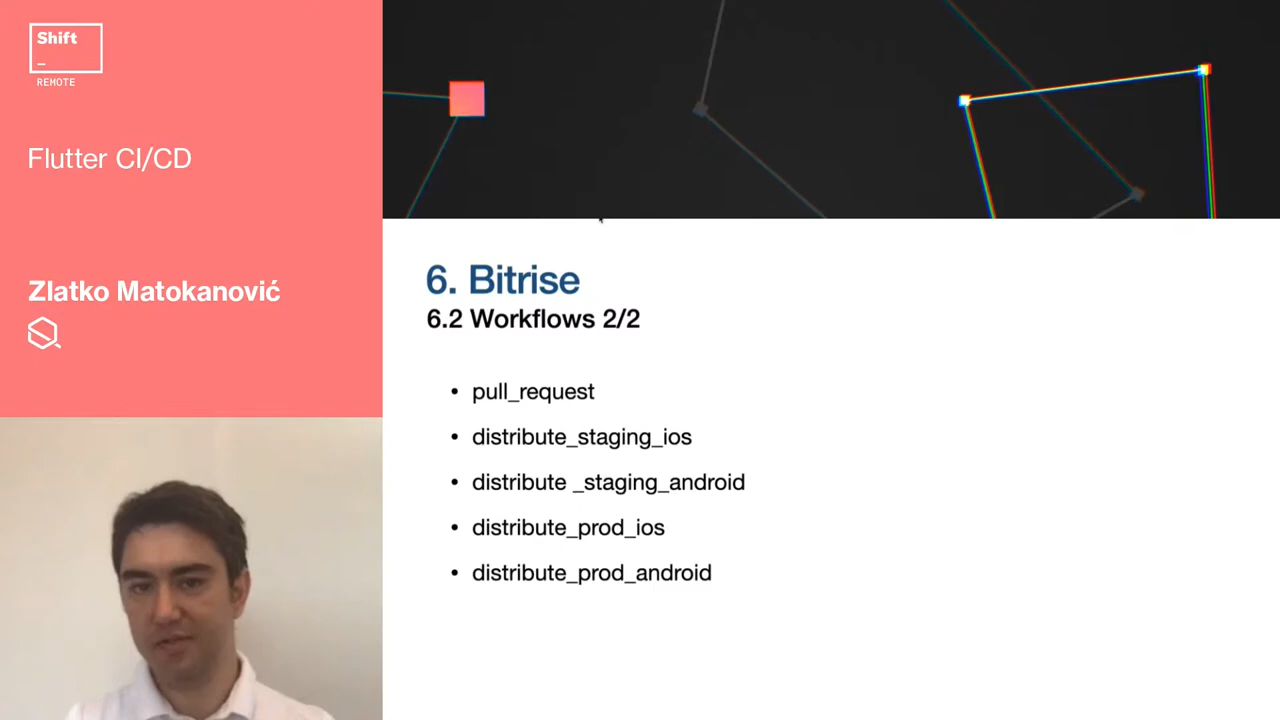 Shift
_
REMOTE
Flutter CI/CD
Zlatko Matokanović
6. Bitrise
6.2 Workflows 2/2
• pull_request
• distribute_staging_ios
• distribute _staging_android
• distribute_prod_ios
• distribute_prod_android